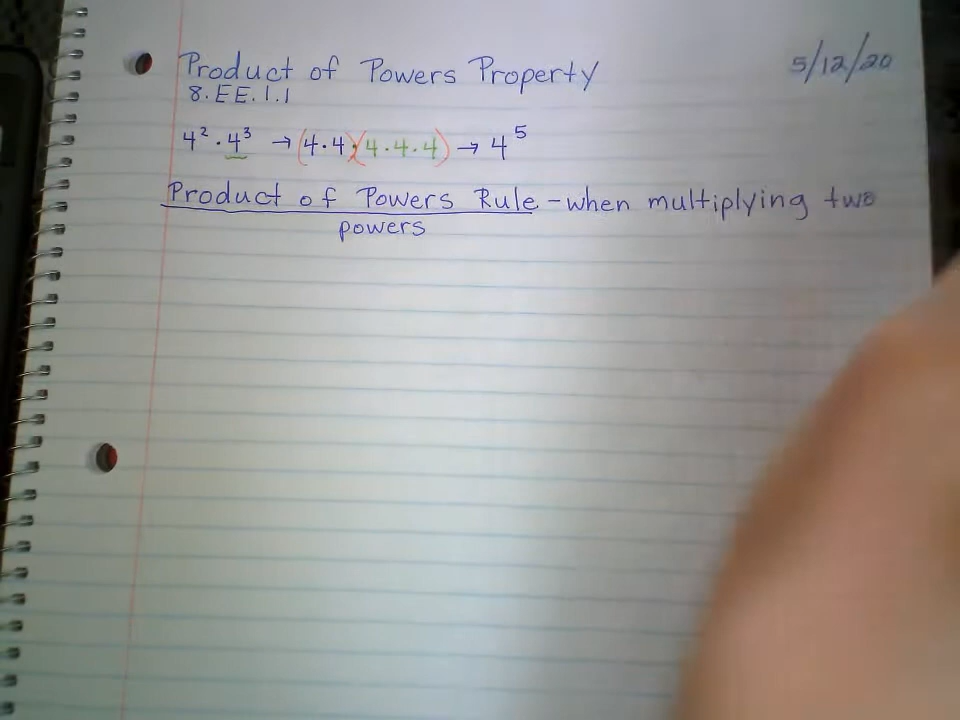 Product of Powers Property 5/12/20
8.EE.1.1
4² · 4³ → (4·4)·(4·4·4) → 4⁵
Product of Powers Rule - when multiplying two
powers